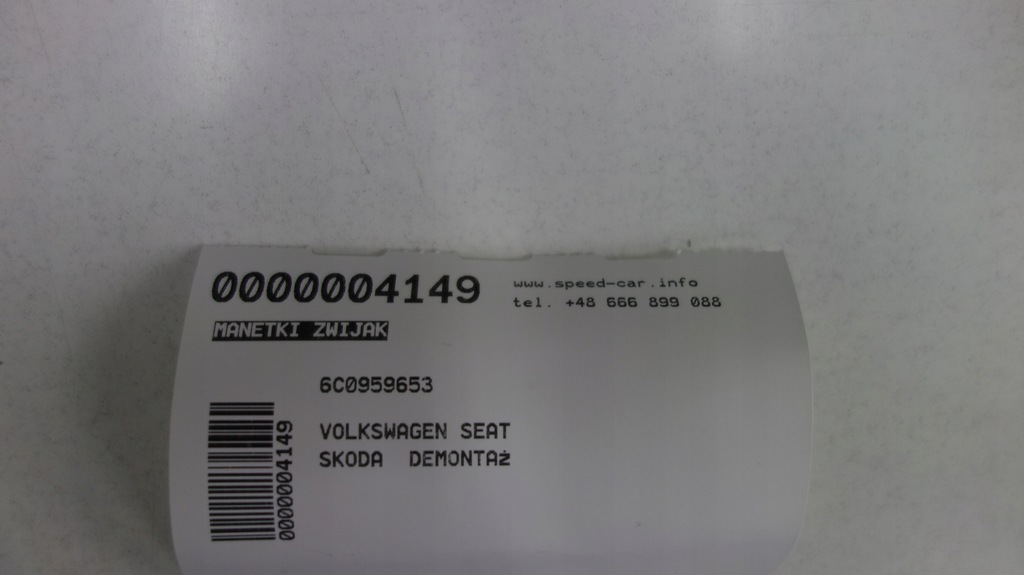 0000004149
www.speed-car.info
tel. +48 666 899 088
MANETKI ZWIJAK
6C0959653
VOLKSWAGEN SEAT
SKODA DEMONTAż
0000004149